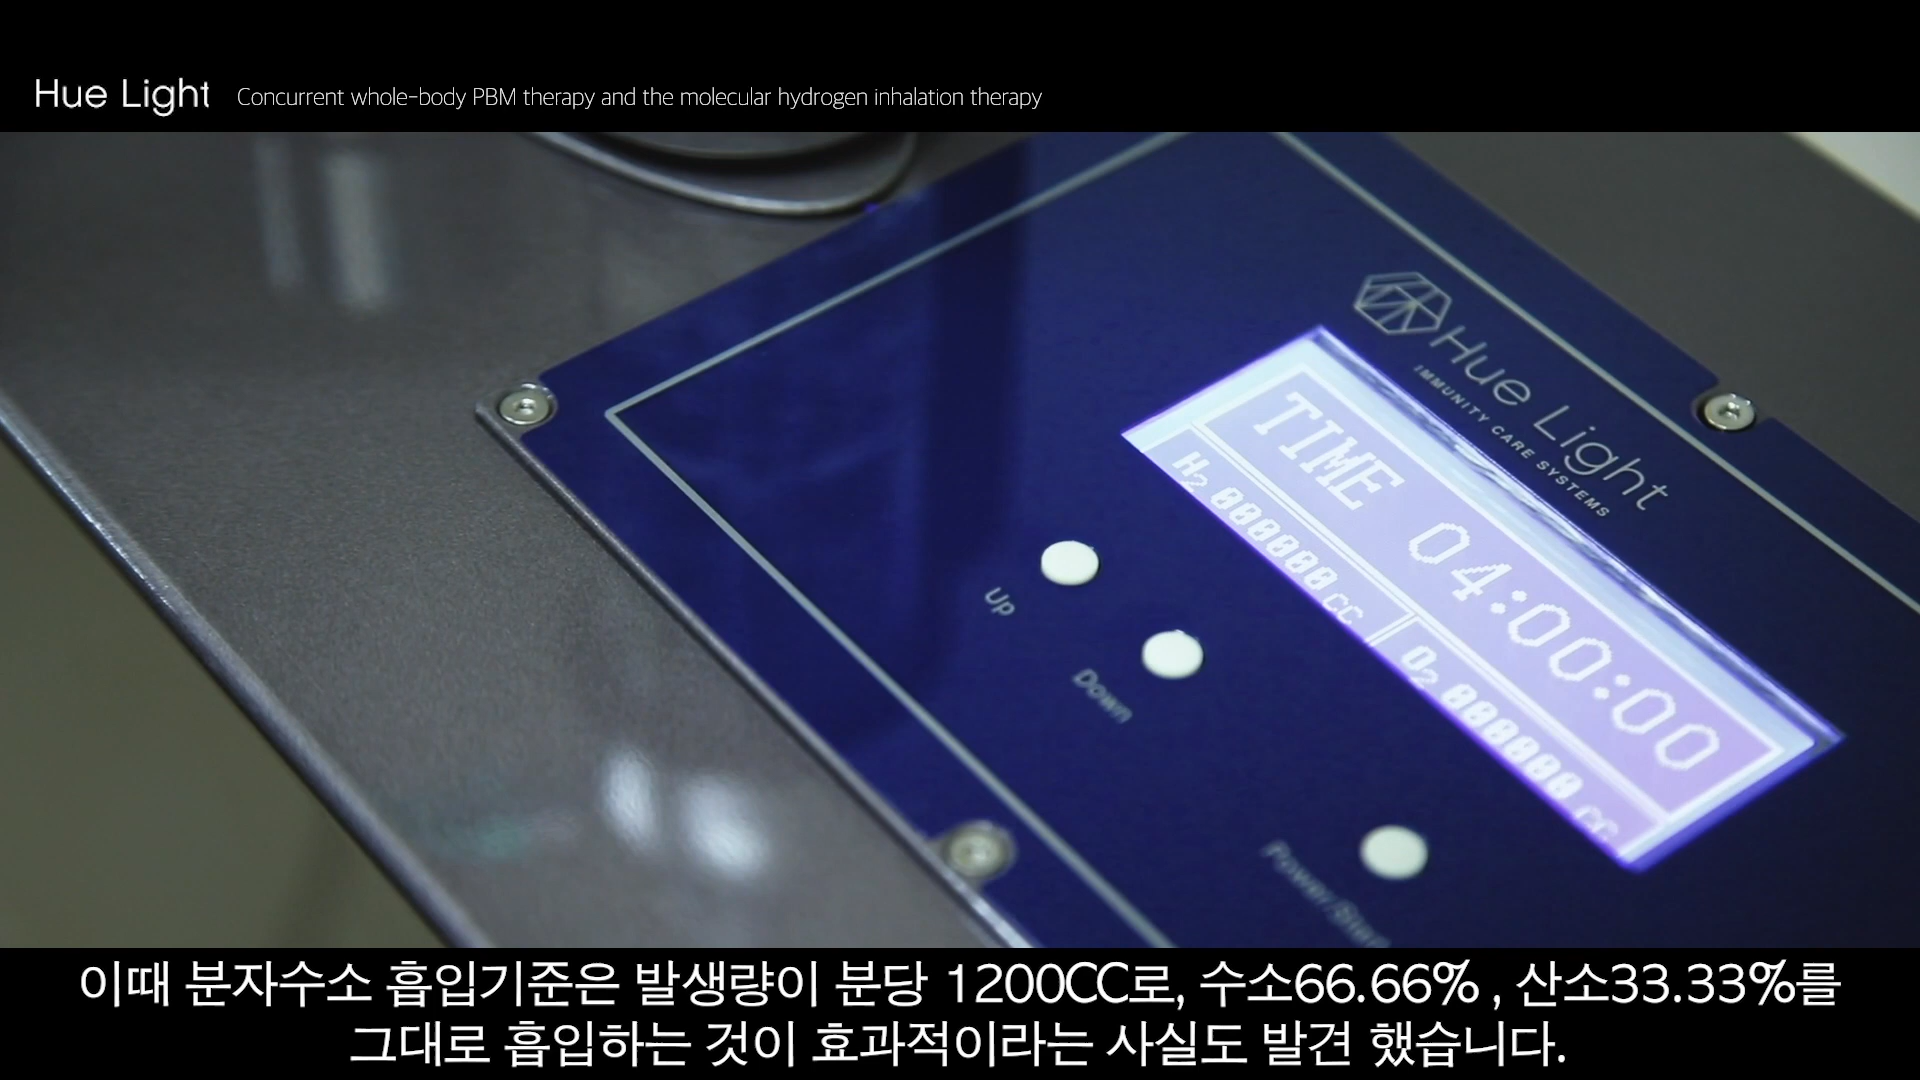 Hue Light Concurrent whole-body PBM therapy and the molecular hydrogen inhalation therapy
Hue Light
IMMUNITY CARE SYSTEMS
TIME 04:00:00
H2 000000 CC O2 000000 CC
Up
Down
Power/Start
이때 분자수소 흡입기준은 발생량이 분당 1200CC로, 수소66.66% , 산소33.33%를
그대로 흡입하는 것이 효과적이라는 사실도 발견 했습니다.